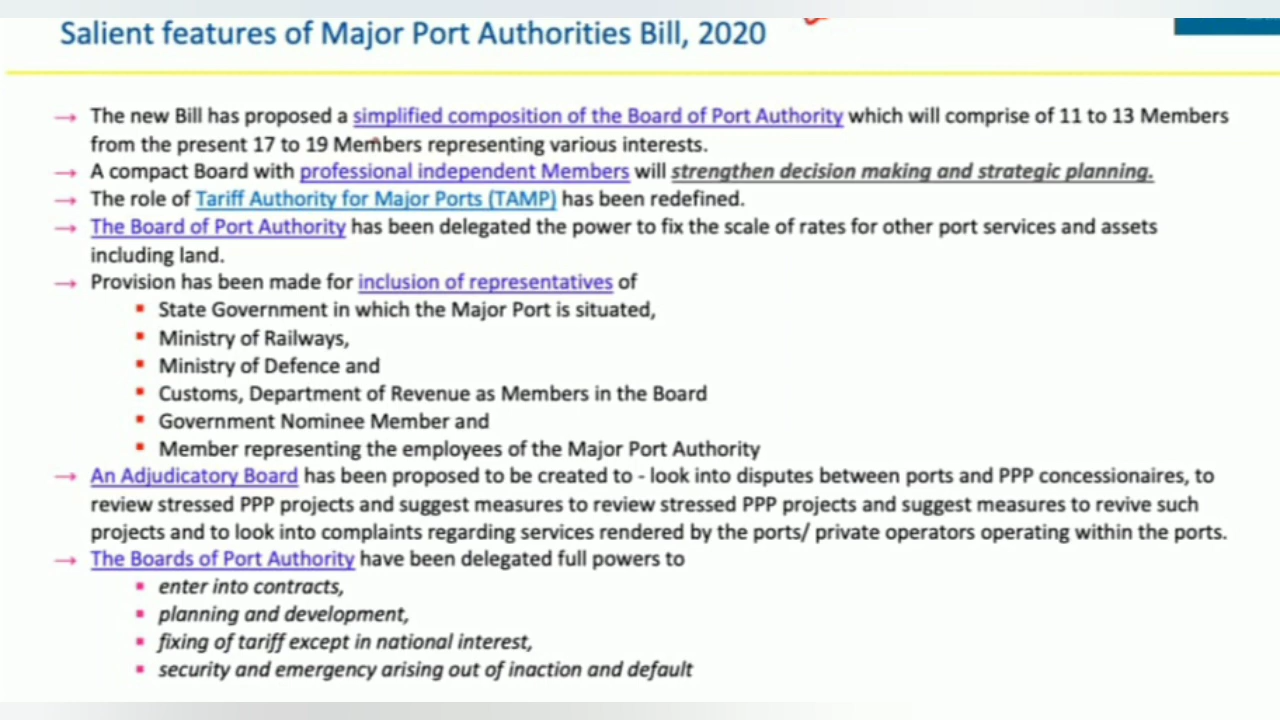 Salient features of Major Port Authorities Bill, 2020
→ The new Bill has proposed a simplified composition of the Board of Port Authority which will comprise of 11 to 13 Members
from the present 17 to 19 Members representing various interests.
→ A compact Board with professional independent Members will strengthen decision making and strategic planning.
→ The role of Tariff Authority for Major Ports (TAMP) has been redefined.
→ The Board of Port Authority has been delegated the power to fix the scale of rates for other port services and assets
including land.
→ Provision has been made for inclusion of representatives of
▪ State Government in which the Major Port is situated,
▪ Ministry of Railways,
▪ Ministry of Defence and
▪ Customs, Department of Revenue as Members in the Board
▪ Government Nominee Member and
▪ Member representing the employees of the Major Port Authority
→ An Adjudicatory Board has been proposed to be created to - look into disputes between ports and PPP concessionaires, to
review stressed PPP projects and suggest measures to review stressed PPP projects and suggest measures to revive such
projects and to look into complaints regarding services rendered by the ports/ private operators operating within the ports.
→ The Boards of Port Authority have been delegated full powers to
▪ enter into contracts,
▪ planning and development,
▪ fixing of tariff except in national interest,
▪ security and emergency arising out of inaction and default